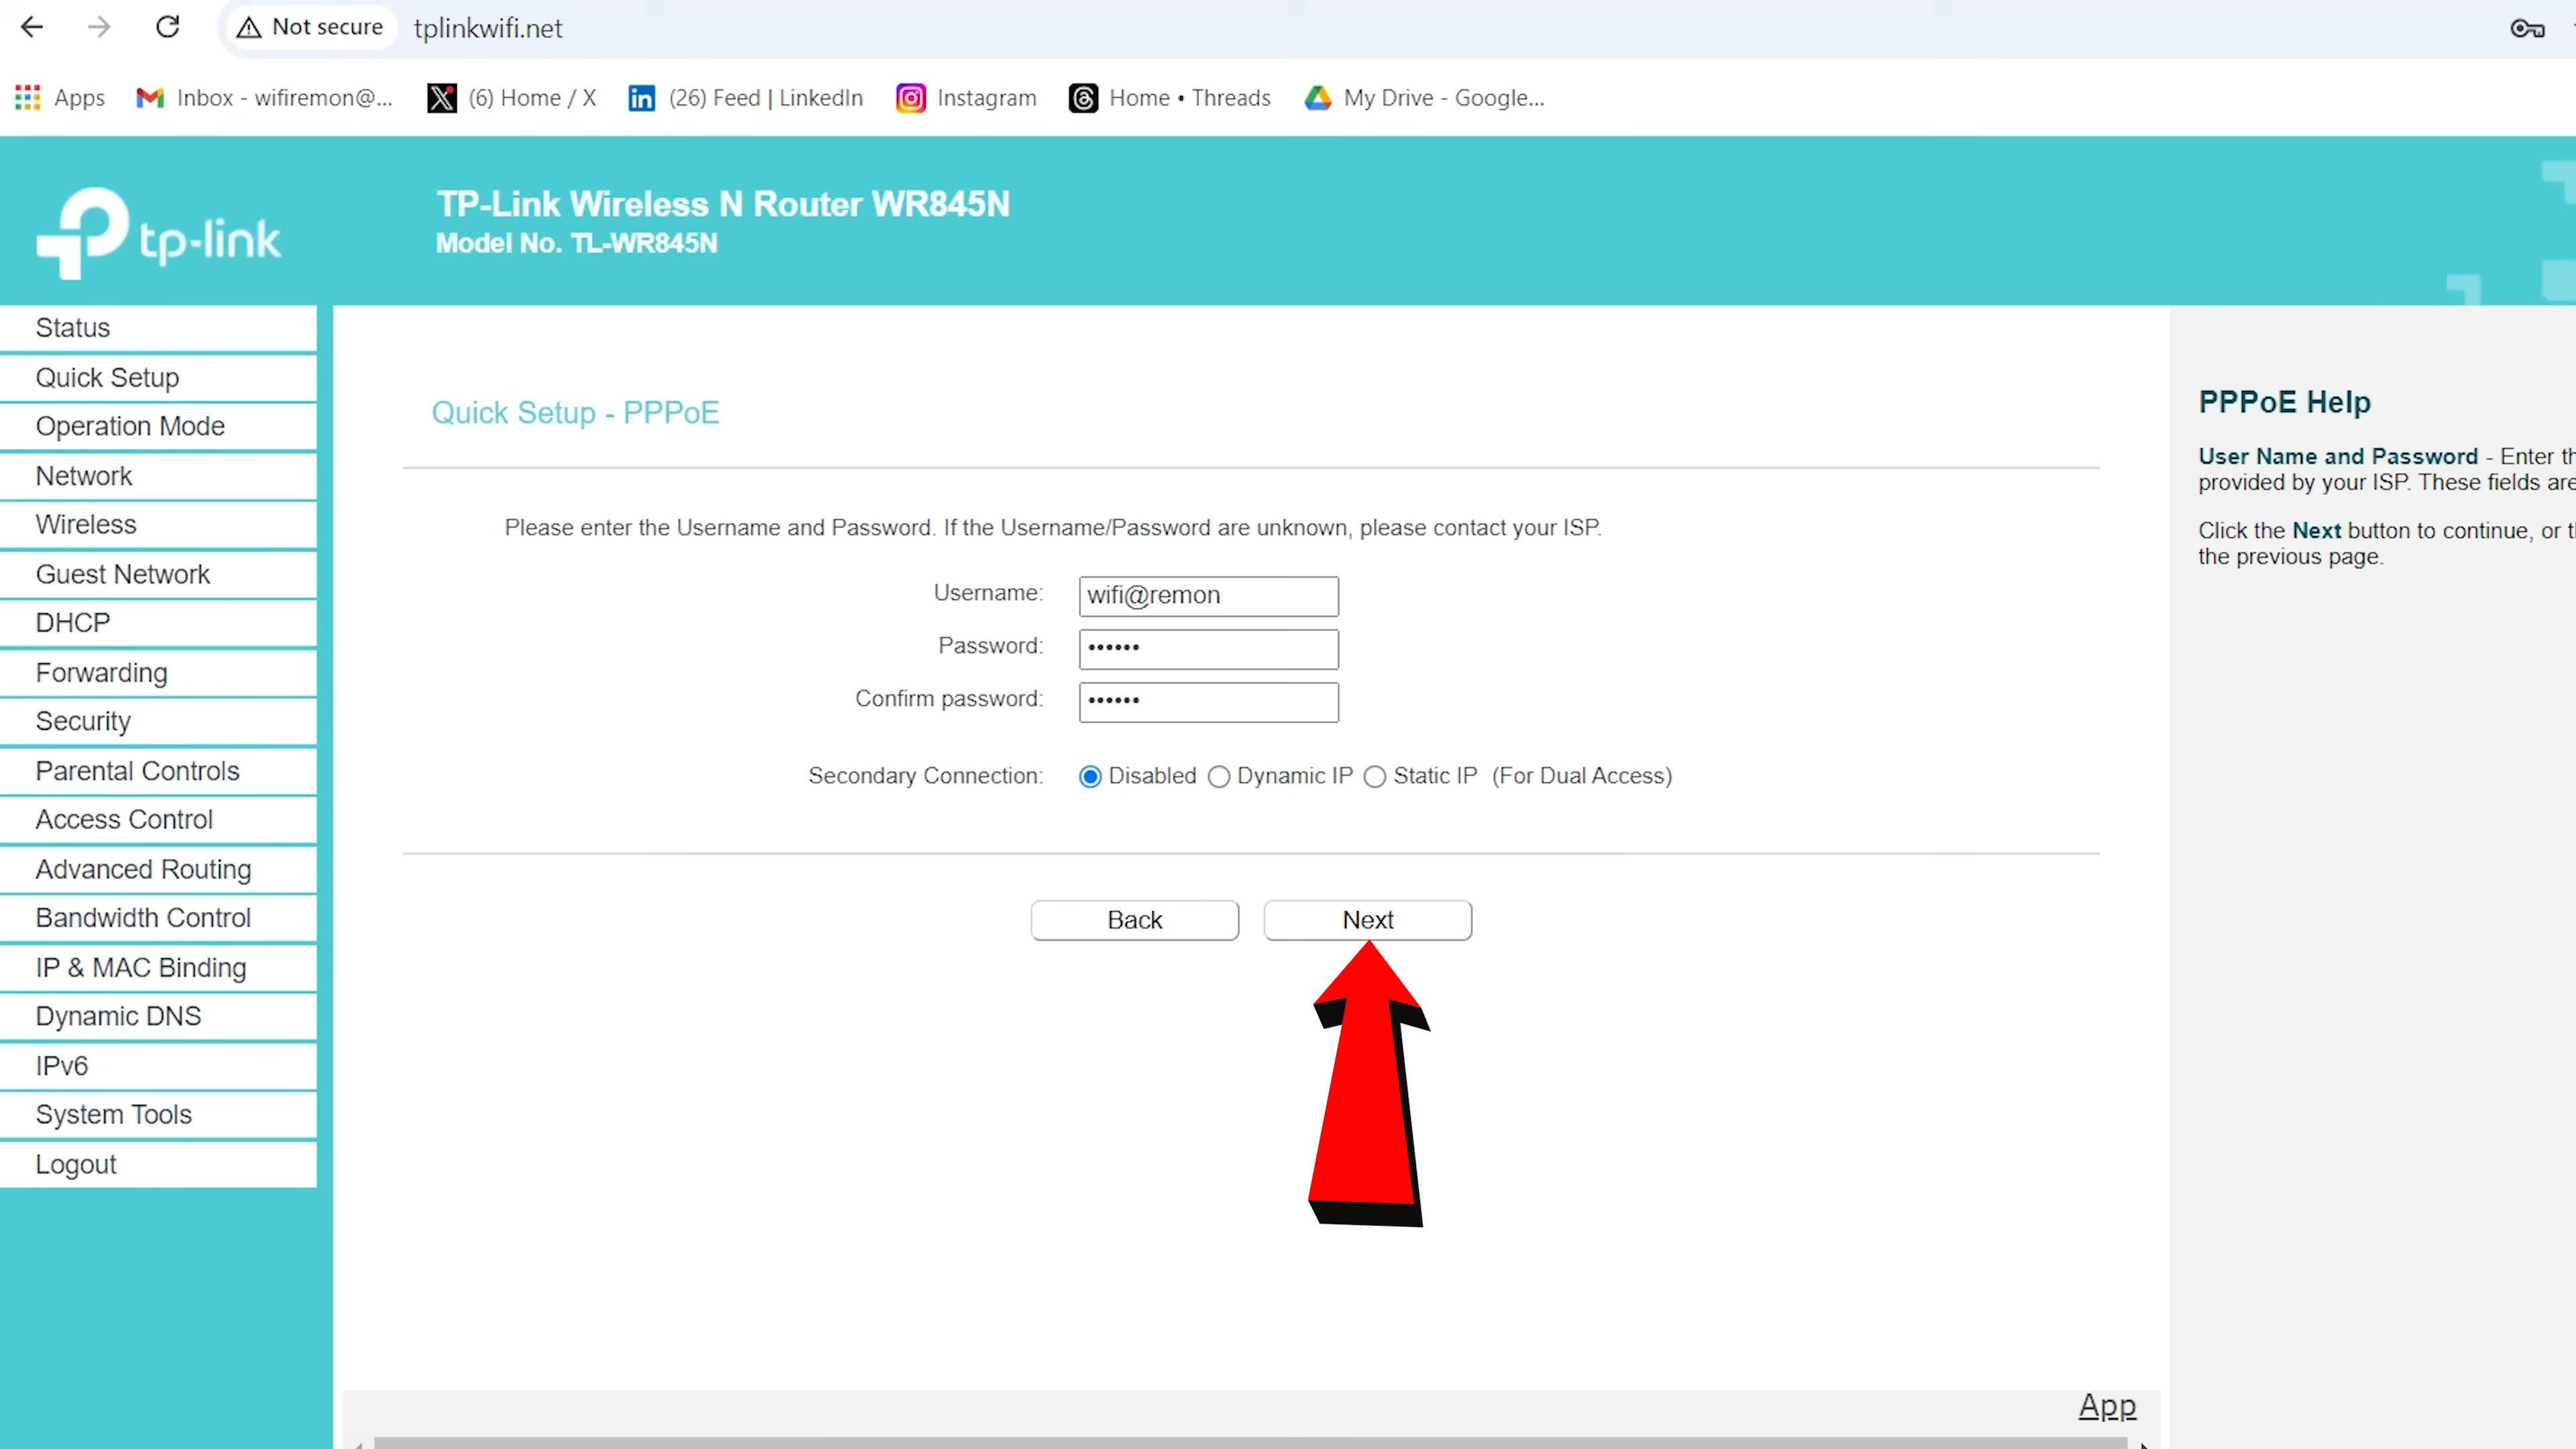 Not secure tplinkwifi.net
Apps Inbox - wifiremon@... (6) Home / X (26) Feed | LinkedIn Instagram Home • Threads My Drive - Google...
tp-link
TP-Link Wireless N Router WR845N
Model No. TL-WR845N
Status
Quick Setup
Operation Mode
Network
Wireless
Guest Network
DHCP
Forwarding
Security
Parental Controls
Access Control
Advanced Routing
Bandwidth Control
IP & MAC Binding
Dynamic DNS
IPv6
System Tools
Logout
Quick Setup - PPPoE
Please enter the Username and Password. If the Username/Password are unknown, please contact your ISP.
Username: wifi@remon
Password: ••••••
Confirm password: ••••••
Secondary Connection: Disabled Dynamic IP Static IP (For Dual Access)
Back Next
PPPoE Help
User Name and Password - Enter
provided by your ISP. These fields are
Click the Next button to continue, or
the previous page.
App